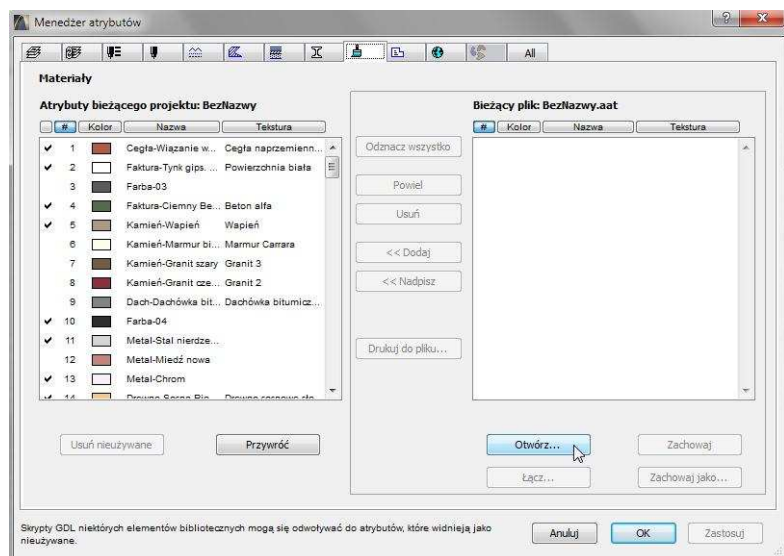 Menedżer atrybutów
All
Materiały
Atrybuty bieżącego projektu: BezNazwy
# Kolor Nazwa Tekstura
1 Cegła-Wiązanie w... Cegła naprzemienn...
2 Faktura-Tynk gips. ... Powierzchnia biała
3 Farba-03
4 Faktura-Ciemny Be... Beton alfa
5 Kamień-Wapień Wapień
6 Kamień-Marmur bi... Marmur Carrara
7 Kamień-Granit szary Granit 3
8 Kamień-Granit cze... Granit 2
9 Dach-Dachówka bit... Dachówka bitumicz...
10 Farba-04
11 Metal-Stal nierdze...
12 Metal-Miedź nowa
13 Metal-Chrom
14
Usuń nieużywane
Przywróć
Odznacz wszystko
Powiel
Usuń
<< Dodaj
<< Nadpisz
Drukuj do pliku...
Bieżący plik: BezNazwy.aat
# Kolor Nazwa Tekstura
Otwórz...
Zachowaj
Łącz...
Zachowaj jako...
Skrypty GDL niektórych elementów bibliotecznych mogą się odwoływać do atrybutów, które widnieją jako
nieużywane.
Anuluj
OK
Zastosuj